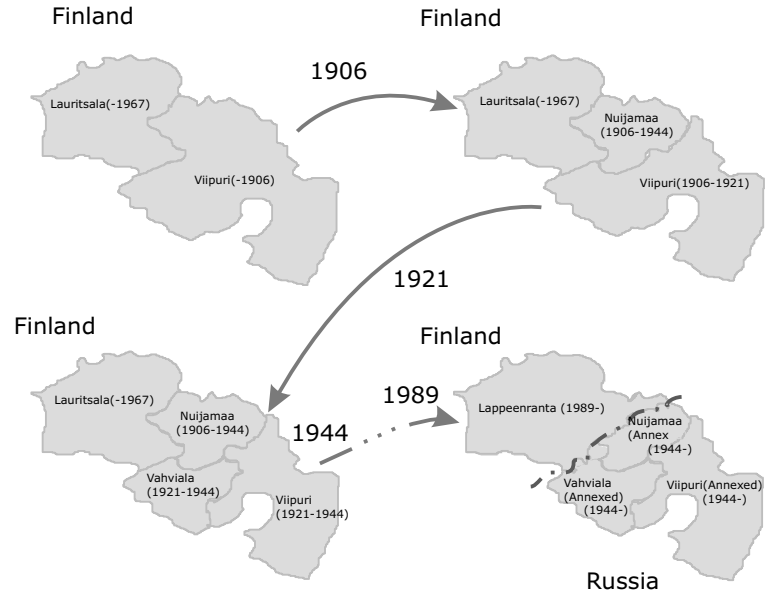 Finland
Finland
1906
Lauritsala(-1967)
Viipuri(-1906)
Lauritsala(-1967)
Nuijamaa
(1906-1944)
Viipuri(1906-1921)
1921
Finland
Finland
Lauritsala(-1967)
Nuijamaa
(1906-1944)
Vahviala
(1921-1944)
Viipuri
(1921-1944)
1944
1989
Lappeenranta (1989-)
Nuijamaa
(Annex
(1944-)
Vahviala
(Annexed)
(1944-)
Viipuri(Annexed)
(1944-)
Russia